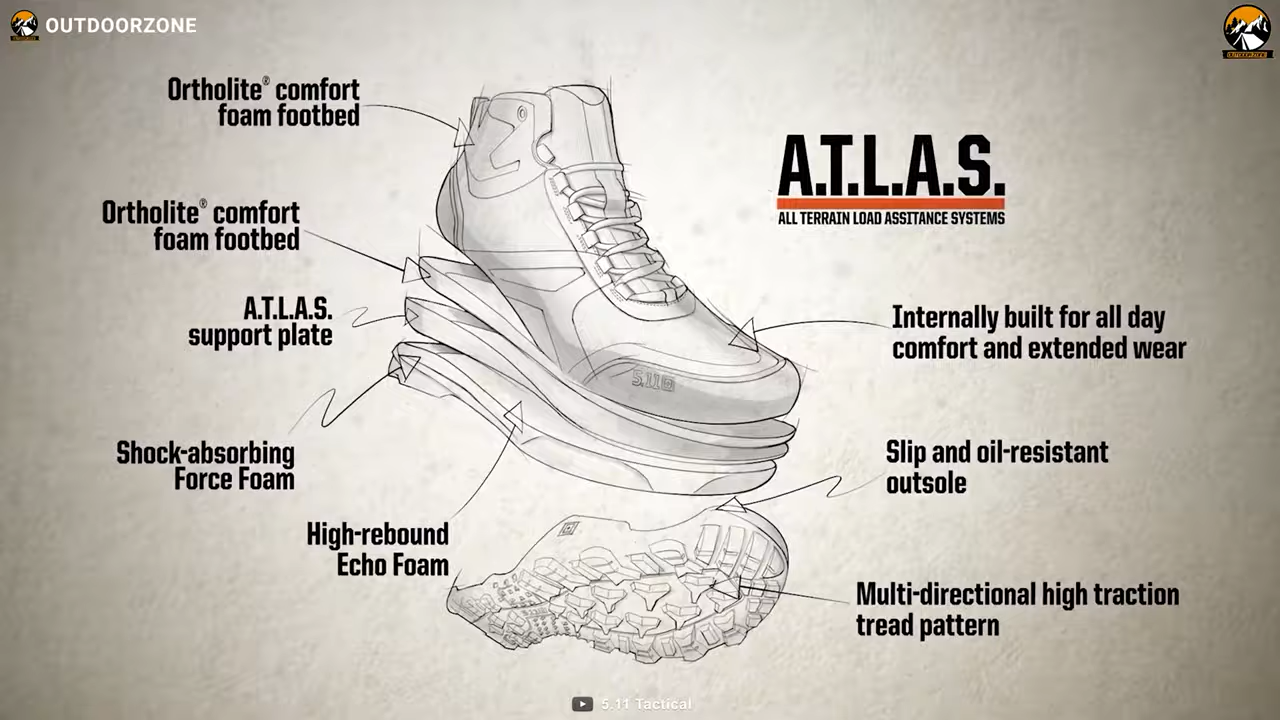 OUTDOORZONE
Ortholite® comfort
foam footbed
Ortholite® comfort
foam footbed
A.T.L.A.S.
support plate
Shock-absorbing
Force Foam
High-rebound
Echo Foam
A.T.L.A.S.
ALL TERRAIN LOAD ASSITANCE SYSTEMS
Internally built for all day
comfort and extended wear
Slip and oil-resistant
outsole
Multi-directional high traction
tread pattern
5.11
5.11 Tactical
OUTDOORZONE